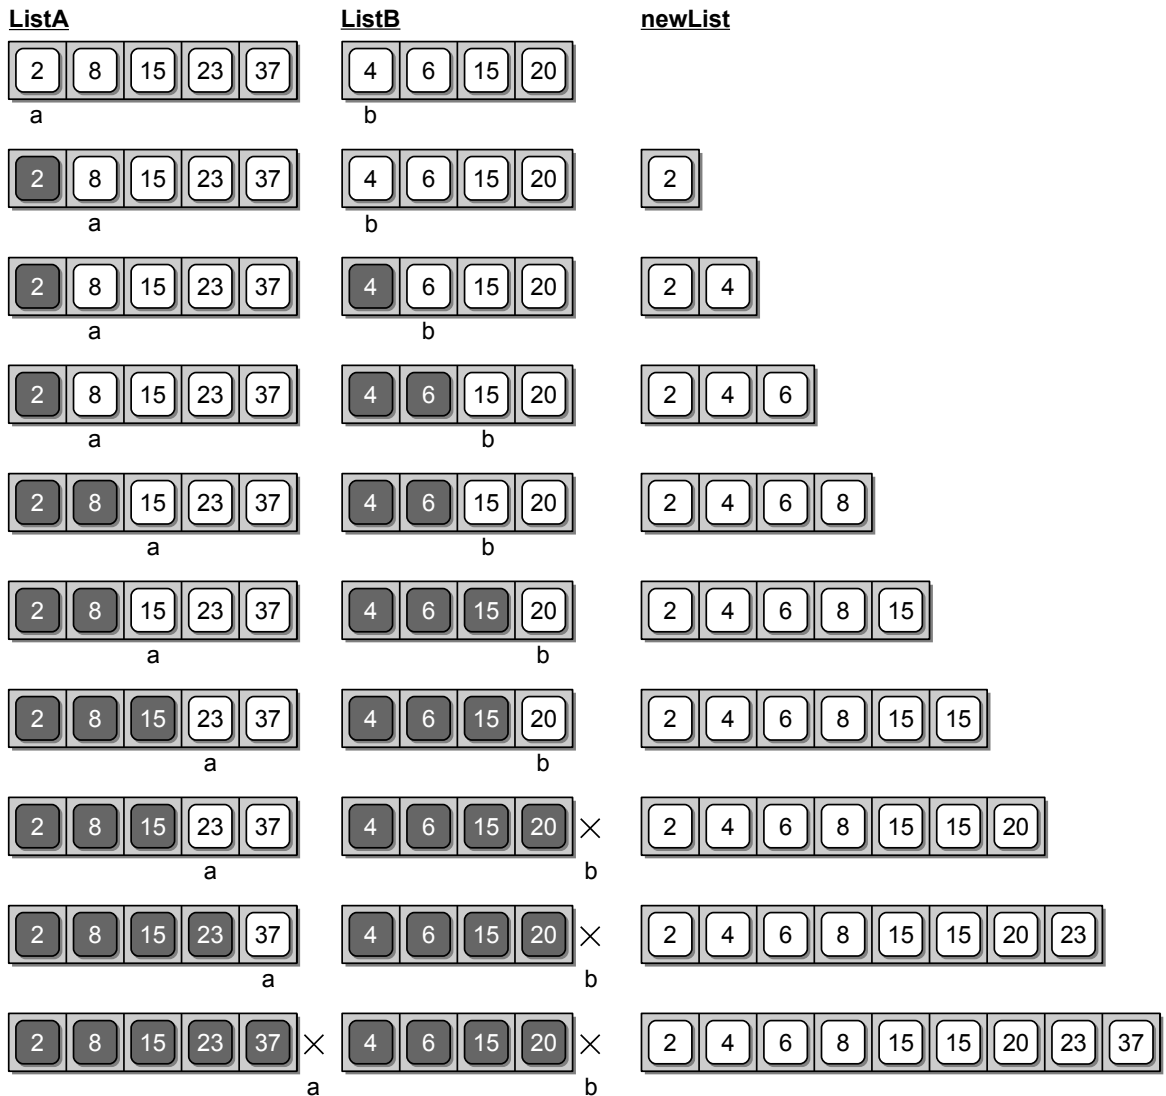 ListA ListB newList
2 8 15 23 37 4 6 15 20
a b
2 8 15 23 37 4 6 15 20 2
a b
2 8 15 23 37 4 6 15 20 2 4
a b
2 8 15 23 37 4 6 15 20 2 4 6
a b
2 8 15 23 37 4 6 15 20 2 4 6 8
a b
2 8 15 23 37 4 6 15 20 2 4 6 8 15
a b
2 8 15 23 37 4 6 15 20 2 4 6 8 15 15
a b
2 8 15 23 37 4 6 15 20 2 4 6 8 15 15 20
a b
2 8 15 23 37 4 6 15 20 2 4 6 8 15 15 20 23
a b
2 8 15 23 37 4 6 15 20 2 4 6 8 15 15 20 23 37
a b